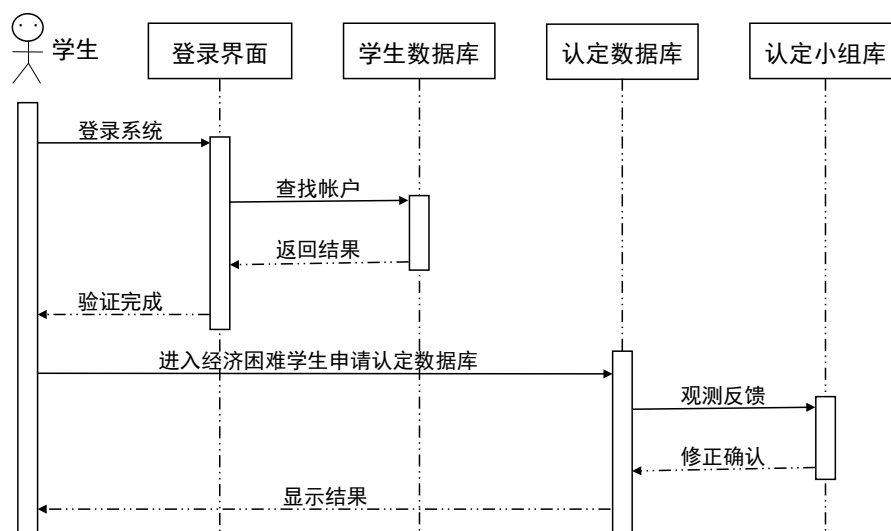 学生
登录界面
学生数据库
认定数据库
认定小组库
登录系统
查找帐户
返回结果
验证完成
进入经济困难学生申请认定数据库
观测反馈
修正确认
显示结果